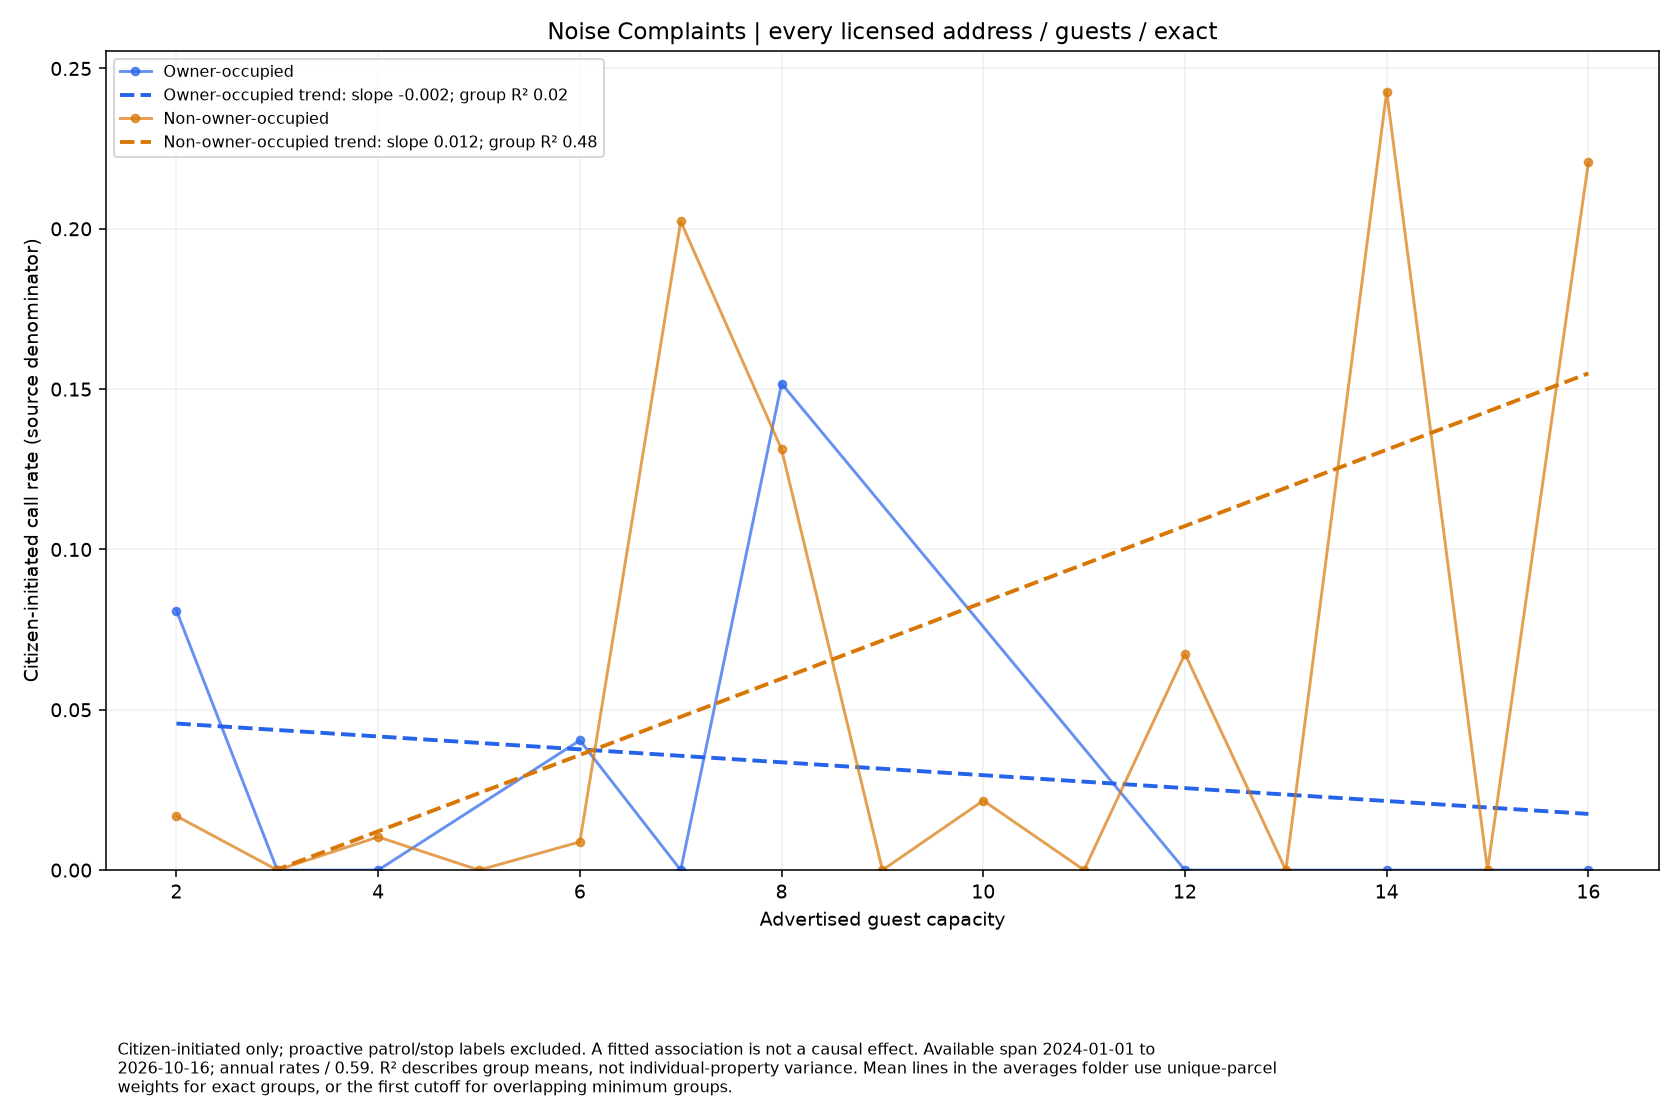 Noise Complaints | every licensed address / guests / exact
Owner-occupied
Owner-occupied trend: slope -0.002; group R² 0.02
Non-owner-occupied
Non-owner-occupied trend: slope 0.012; group R² 0.48
Citizen-initiated call rate (source denominator)
0.25
0.20
0.15
0.10
0.05
0.00
2 4 6 8 10 12 14 16
Advertised guest capacity
Citizen-initiated only; proactive patrol/stop labels excluded. A fitted association is not a causal effect. Available span 2024-01-01 to
2026-10-16; annual rates / 0.59. R² describes group means, not individual-property variance. Mean lines in the averages folder use unique-parcel
weights for exact groups, or the first cutoff for overlapping minimum groups.